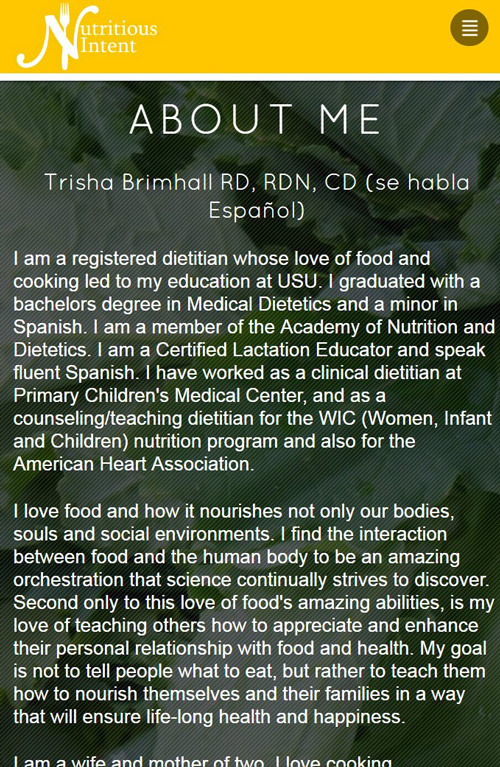 Nutritious
Intent
ABOUT ME
Trisha Brimhall RD, RDN, CD (se habla
Español)
I am a registered dietitian whose love of food and
cooking led to my education at USU. I graduated with a
bachelors degree in Medical Dietetics and a minor in
Spanish. I am a member of the Academy of Nutrition and
Dietetics. I am a Certified Lactation Educator and speak
fluent Spanish. I have worked as a clinical dietitian at
Primary Children's Medical Center, and as a
counseling/teaching dietitian for the WIC (Women, Infant
and Children) nutrition program and also for the
American Heart Association.
I love food and how it nourishes not only our bodies,
souls and social environments. I find the interaction
between food and the human body to be an amazing
orchestration that science continually strives to discover.
Second only to this love of food's amazing abilities, is my
love of teaching others how to appreciate and enhance
their personal relationship with food and health. My goal
is not to tell people what to eat, but rather to teach them
how to nourish themselves and their families in a way
that will ensure life-long health and happiness.
I am a wife and mother of two. I love cooking,